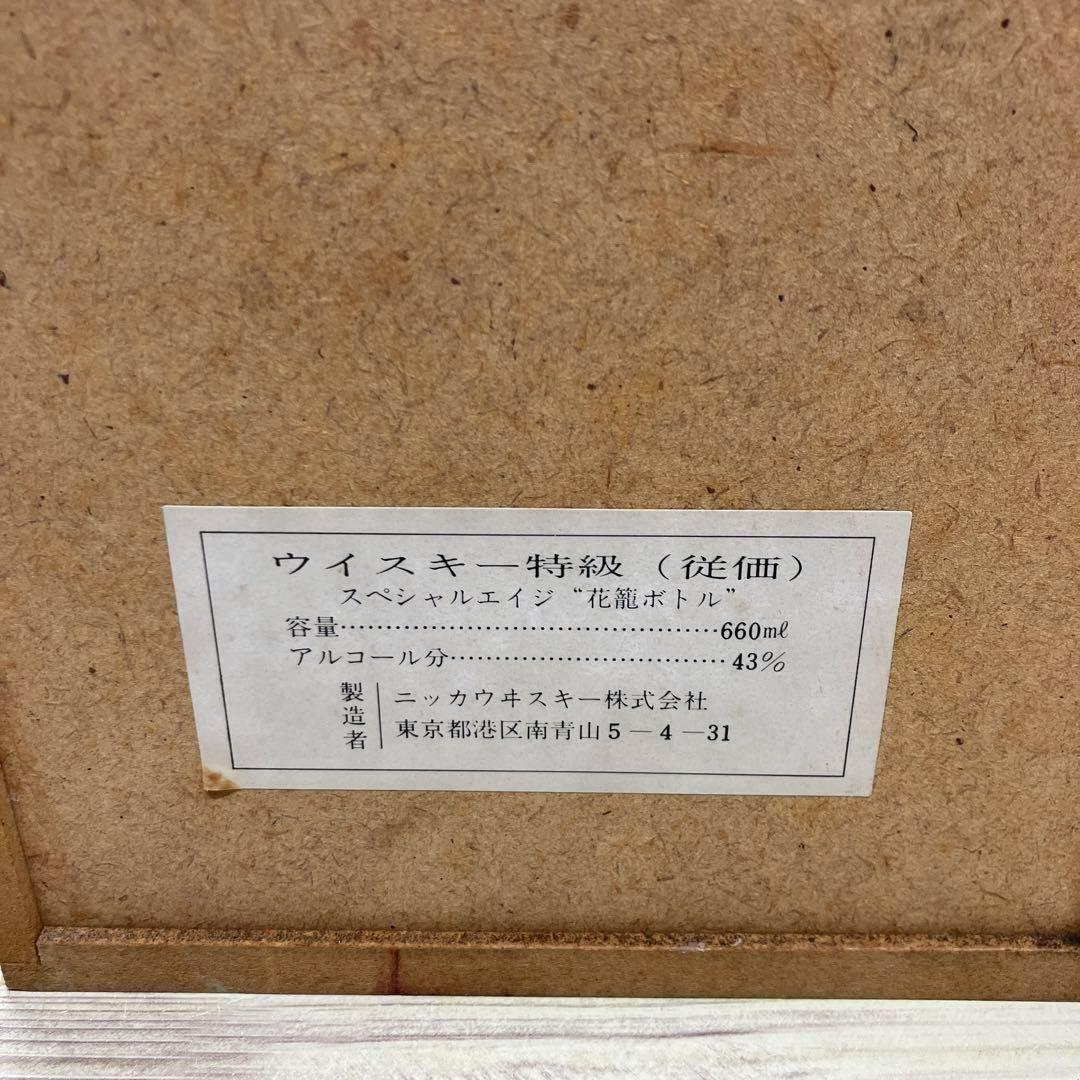 ウイスキー特級（従価）
スペシャルエイジ“花籠ボトル”
容量……………………………………660mℓ
アルコール分…………………………43%
製造者
ニッカウヰスキー株式会社
東京都港区南青山5―4―31